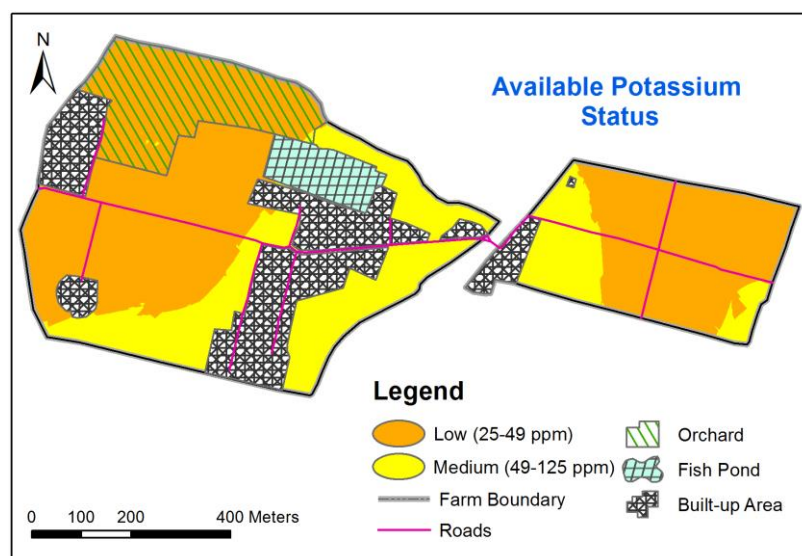 N
Available Potassium
Status
Legend
Low (25-49 ppm)
Medium (49-125 ppm)
Farm Boundary
Roads
Orchard
Fish Pond
Built-up Area
0 100 200 400 Meters